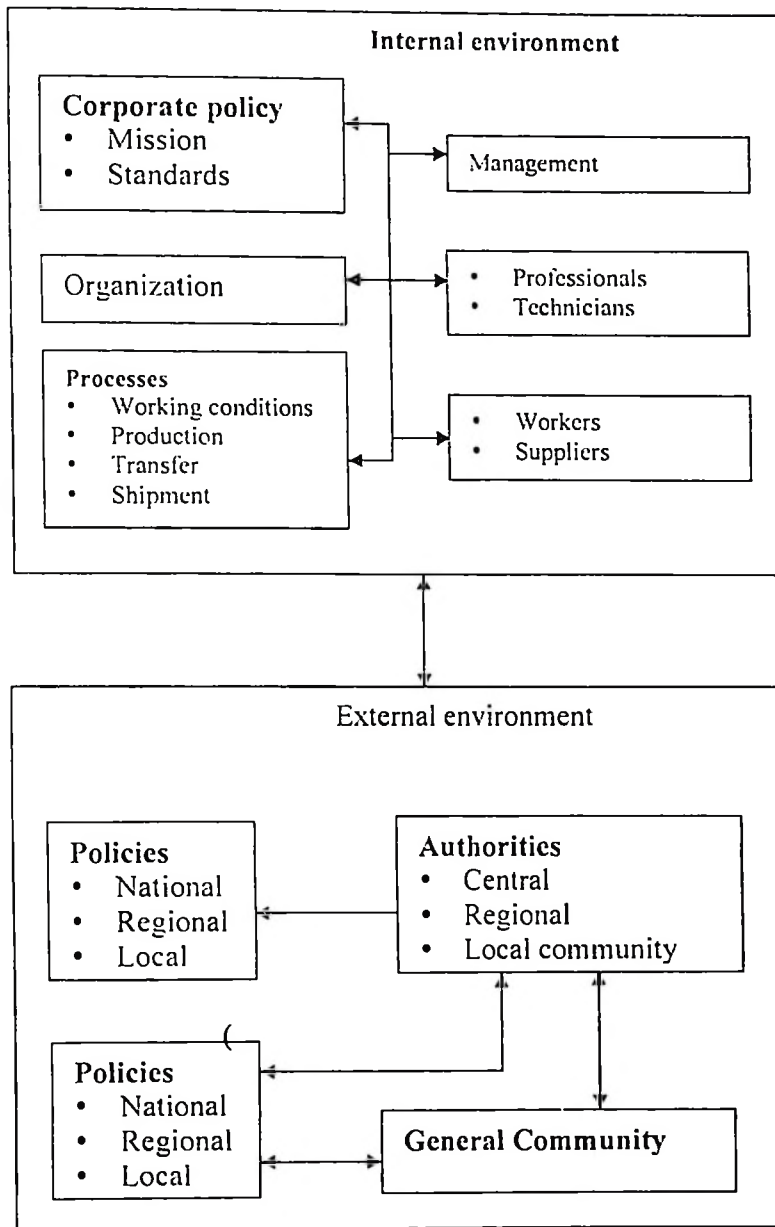 Internal environment
Corporate policy
• Mission
• Standards
Management
Organization
• Professionals
• Technicians
Processes
• Working conditions
• Production
• Transfer
• Shipment
• Workers
• Suppliers
External environment
Policies
• National
• Regional
• Local
Authorities
• Central
• Regional
• Local community
Policies
• National
• Regional
• Local
General Community